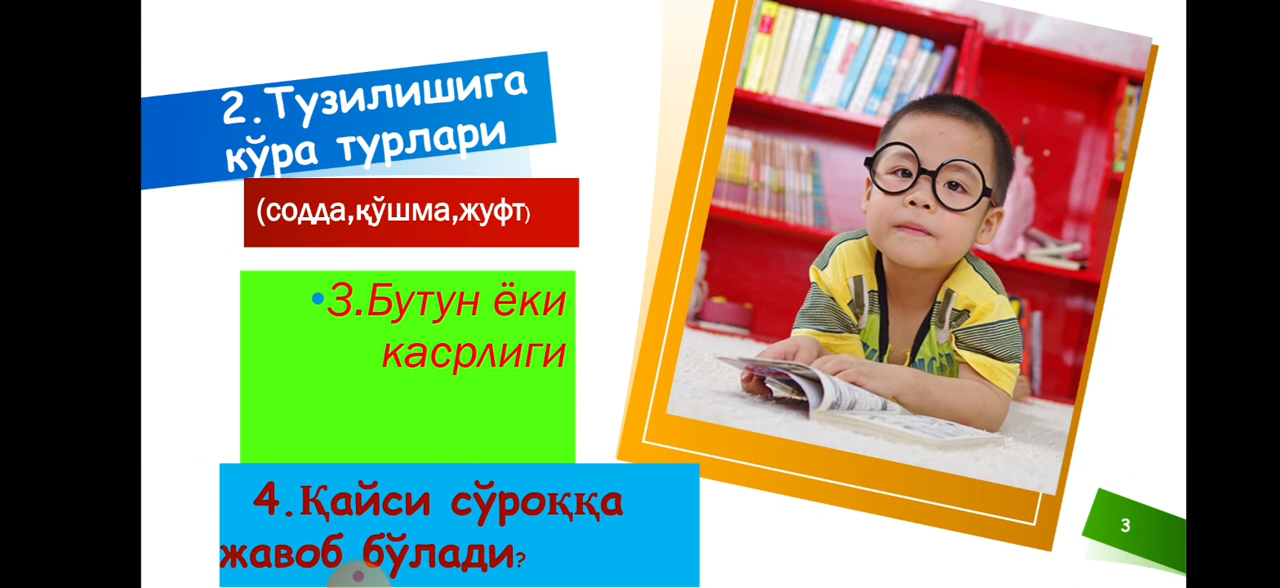 2.Тузилишига
кўра турлари
(содда,қўшма,жуфт)
•3.Бутун ёки
касрлиги
4.Қайси сўроққа
жавоб бўлади?
3